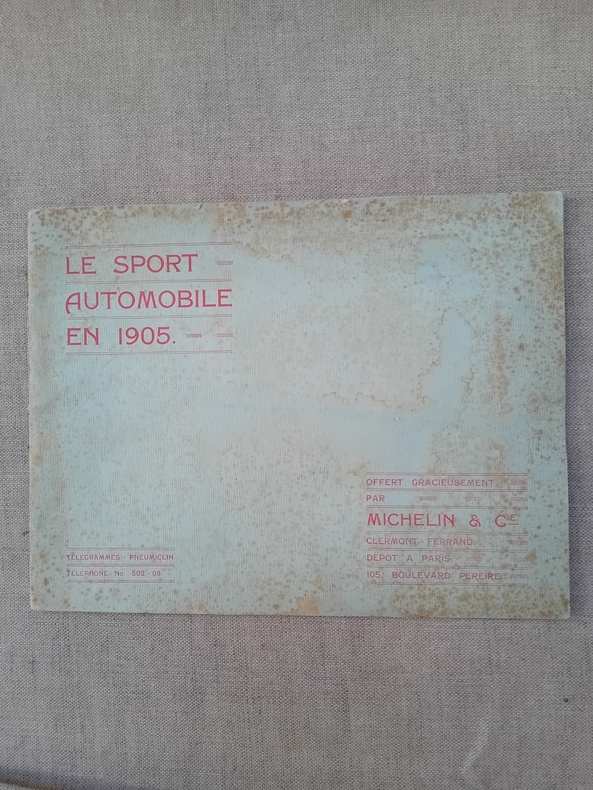 LE SPORT
AUTOMOBILE
EN 1905.
OFFERT GRACIEUSEMENT
PAR
MICHELIN & Cie
CLERMONT-FERRAND
DEPOT A PARIS
105, BOULEVARD PEREIRE
TÉLÉGRAMMES - PNEUMICLIN
TÉLÉPHONE No 502-08